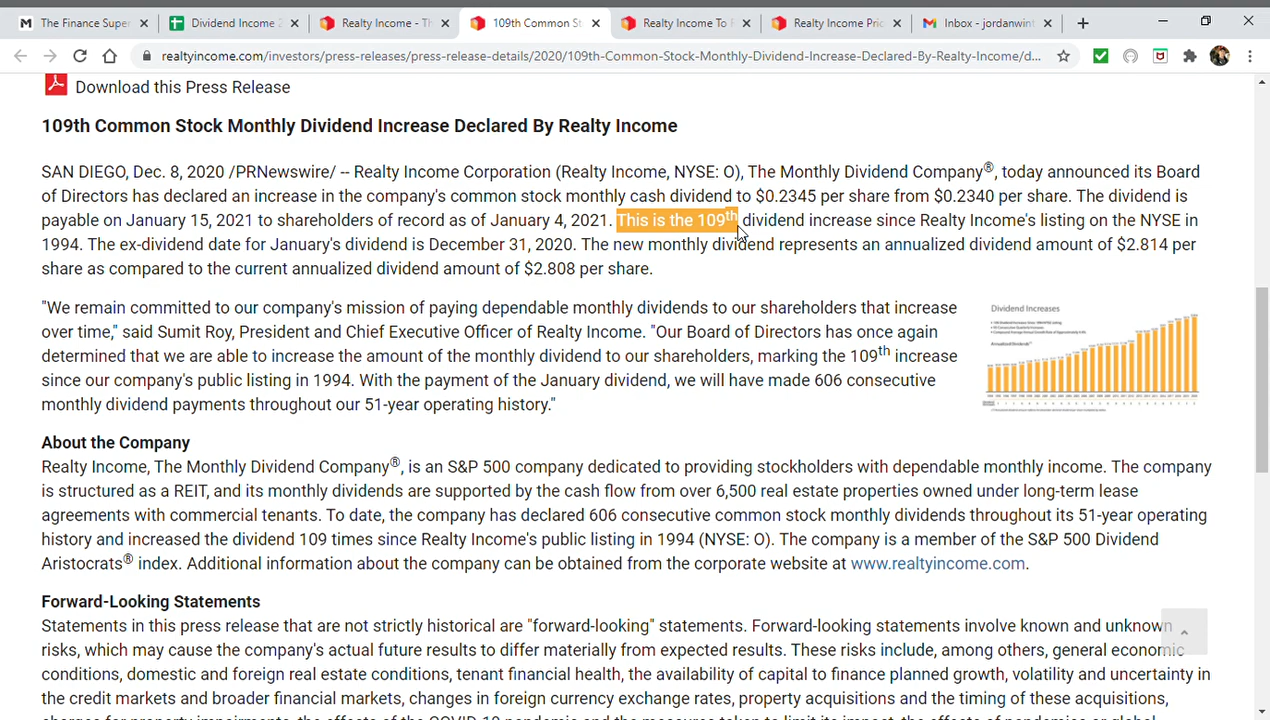 The Finance Super
Dividend Income 2
Realty Income - Th
109th Common St
Realty Income To R
Realty Income Pric
Inbox - jordanwint
realtyincome.com/investors/press-releases/press-release-details/2020/109th-Common-Stock-Monthly-Dividend-Increase-Declared-By-Realty-Income/d...
Download this Press Release
109th Common Stock Monthly Dividend Increase Declared By Realty Income
SAN DIEGO, Dec. 8, 2020 /PRNewswire/ -- Realty Income Corporation (Realty Income, NYSE: O), The Monthly Dividend Company®, today announced its Board
of Directors has declared an increase in the company's common stock monthly cash dividend to $0.2345 per share from $0.2340 per share. The dividend is
payable on January 15, 2021 to shareholders of record as of January 4, 2021. This is the 109th dividend increase since Realty Income's listing on the NYSE in
1994. The ex-dividend date for January's dividend is December 31, 2020. The new monthly dividend represents an annualized dividend amount of $2.814 per
share as compared to the current annualized dividend amount of $2.808 per share.
"We remain committed to our company's mission of paying dependable monthly dividends to our shareholders that increase
over time," said Sumit Roy, President and Chief Executive Officer of Realty Income. "Our Board of Directors has once again
determined that we are able to increase the amount of the monthly dividend to our shareholders, marking the 109th increase
since our company's public listing in 1994. With the payment of the January dividend, we will have made 606 consecutive
monthly dividend payments throughout our 51-year operating history."
Dividend Increases
About the Company
Realty Income, The Monthly Dividend Company®, is an S&P 500 company dedicated to providing stockholders with dependable monthly income. The company
is structured as a REIT, and its monthly dividends are supported by the cash flow from over 6,500 real estate properties owned under long-term lease
agreements with commercial tenants. To date, the company has declared 606 consecutive common stock monthly dividends throughout its 51-year operating
history and increased the dividend 109 times since Realty Income's public listing in 1994 (NYSE: O). The company is a member of the S&P 500 Dividend
Aristocrats® index. Additional information about the company can be obtained from the corporate website at www.realtyincome.com.
Forward-Looking Statements
Statements in this press release that are not strictly historical are "forward-looking" statements. Forward-looking statements involve known and unknown
risks, which may cause the company's actual future results to differ materially from expected results. These risks include, among others, general economic
conditions, domestic and foreign real estate conditions, tenant financial health, the availability of capital to finance planned growth, volatility and uncertainty in
the credit markets and broader financial markets, changes in foreign currency exchange rates, property acquisitions and the timing of these acquisitions,